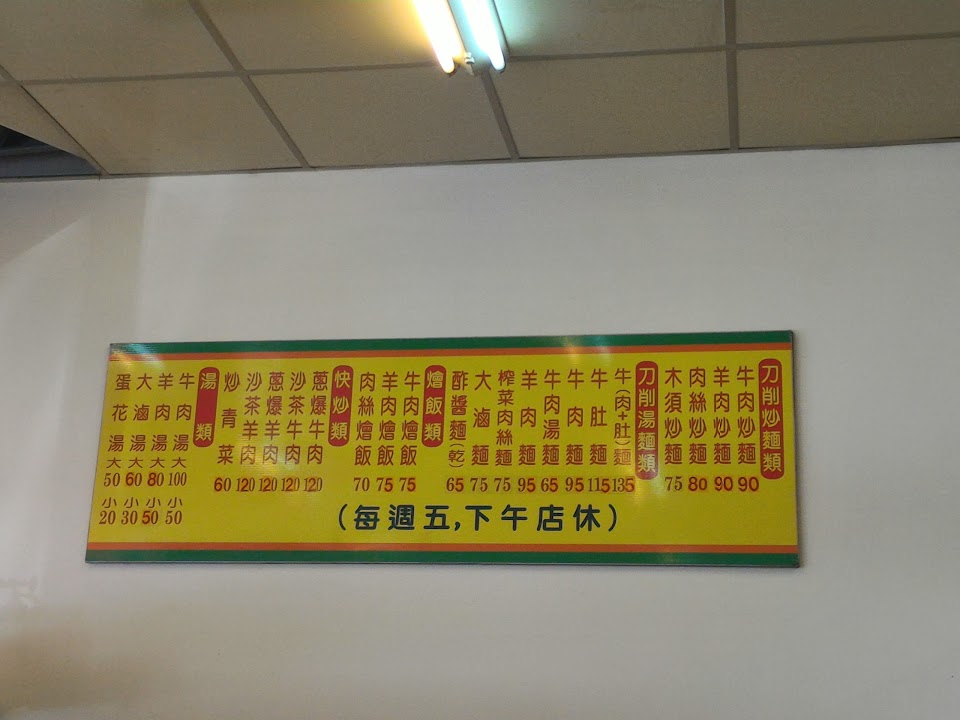 刀削炒麵類
牛肉炒麵 90
羊肉炒麵 90
肉絲炒麵 80
木須炒麵 75
刀削湯麵類
牛(肉+肚)麵 135
牛肚麵 115
牛肉麵 95
牛肉湯麵 65
羊肉麵 95
榨菜肉絲麵 75
大滷麵 75
酢醬麵(乾) 65
燴飯類
牛肉燴飯 75
羊肉燴飯 75
肉絲燴飯 70
快炒類
蔥爆牛肉 120
沙茶牛肉 120
蔥爆羊肉 120
沙茶羊肉 120
炒青菜 60
湯類
牛肉湯 大100 小50
羊肉湯 大80 小50
大滷湯 大60 小30
蛋花湯 大50 小20
(每週五,下午店休)